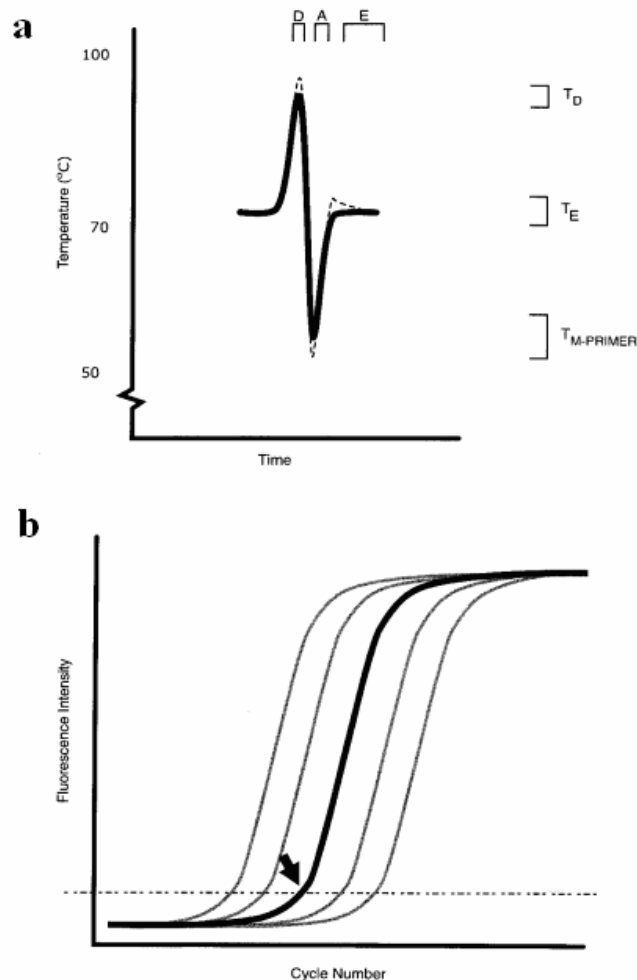 a
D A E
100
70
50
Temperature (°C)
T_D
T_E
T_M-PRIMER
Time
b
Fluorescence Intensity
Cycle Number